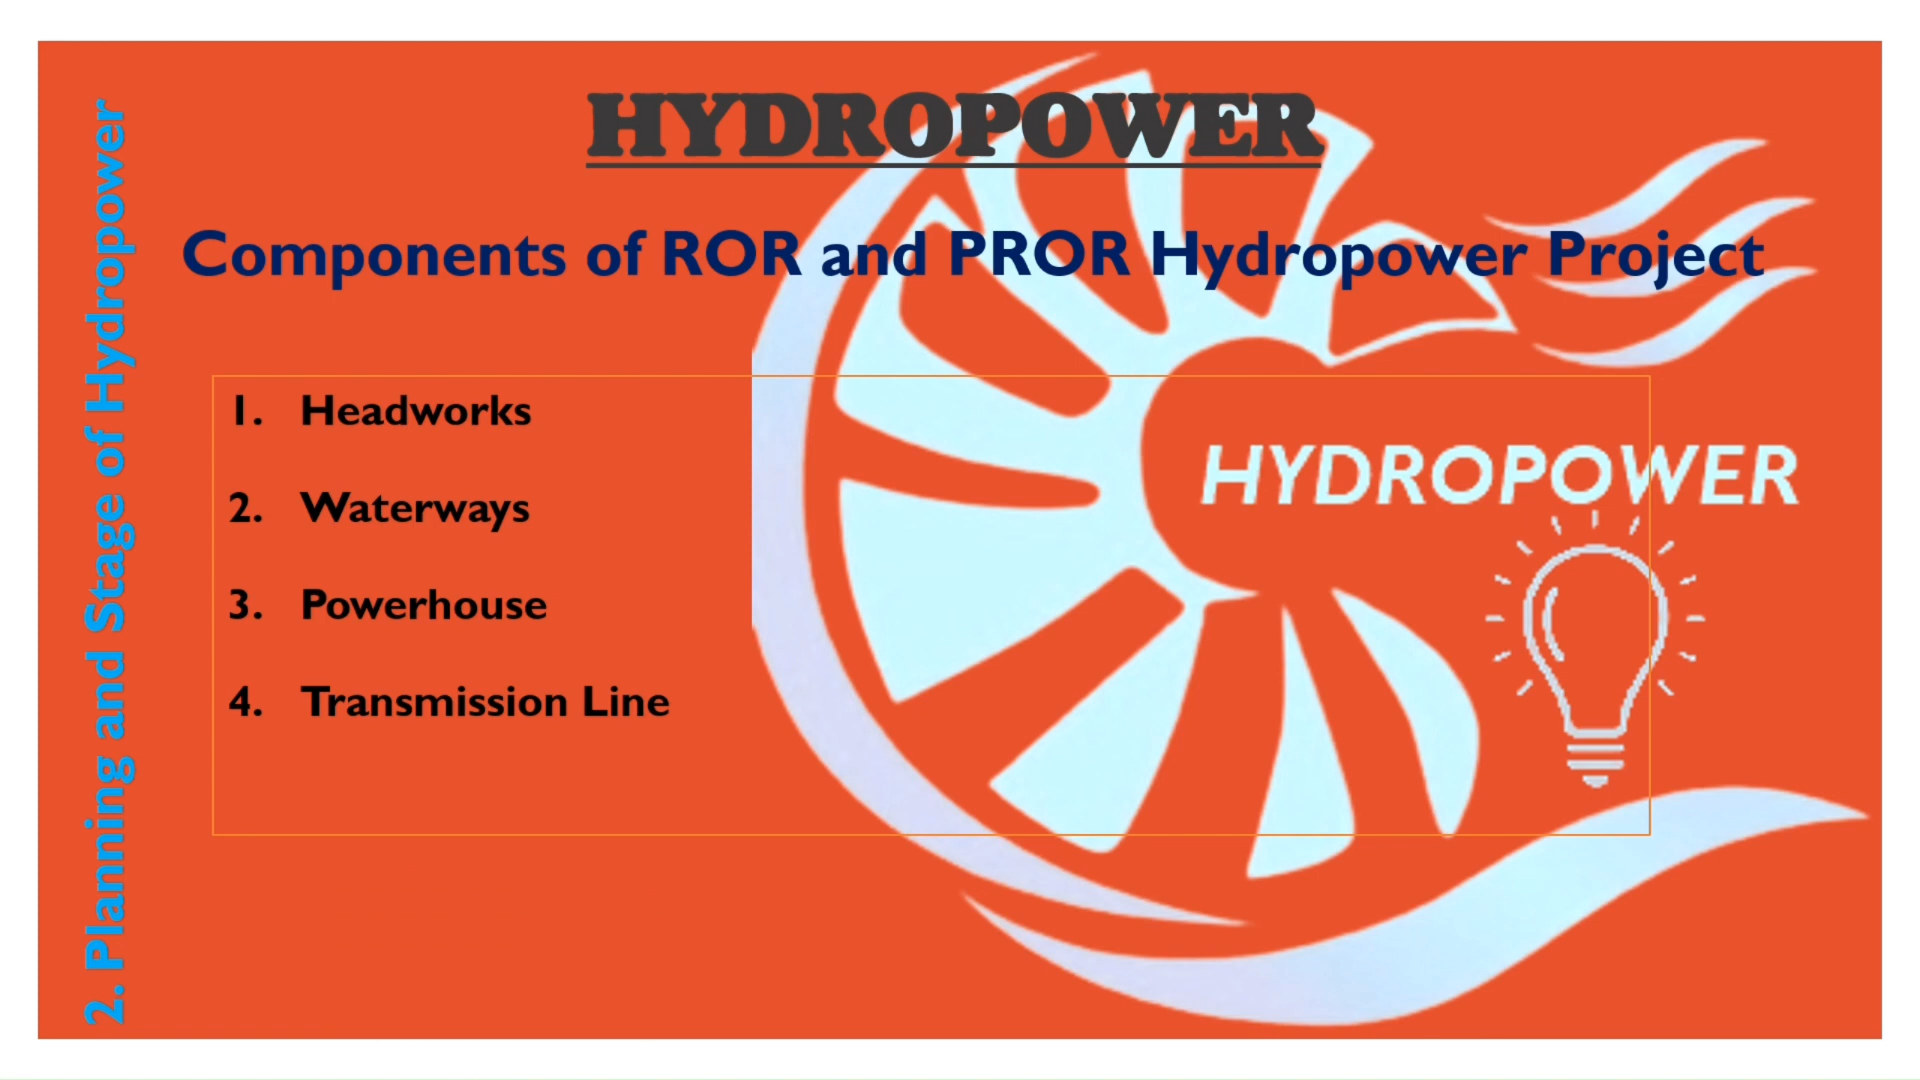 HYDROPOWER
Components of ROR and PROR Hydropower Project
2. Planning and Stage of Hydropower
1. Headworks
2. Waterways
3. Powerhouse
4. Transmission Line
HYDROPOWER